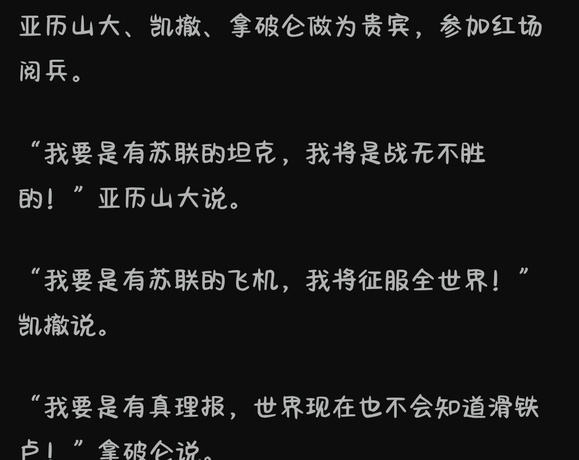 亚历山大、凯撤、拿破仑做为贵宾，参加红场
阅兵。
“我要是有苏联的坦克，我将是战无不胜
的！”亚历山大说。
“我要是有苏联的飞机，我将征服全世界！”
凯撤说。
“我要是有真理报，世界现在也不会知道滑铁
卢！”拿破仑说。